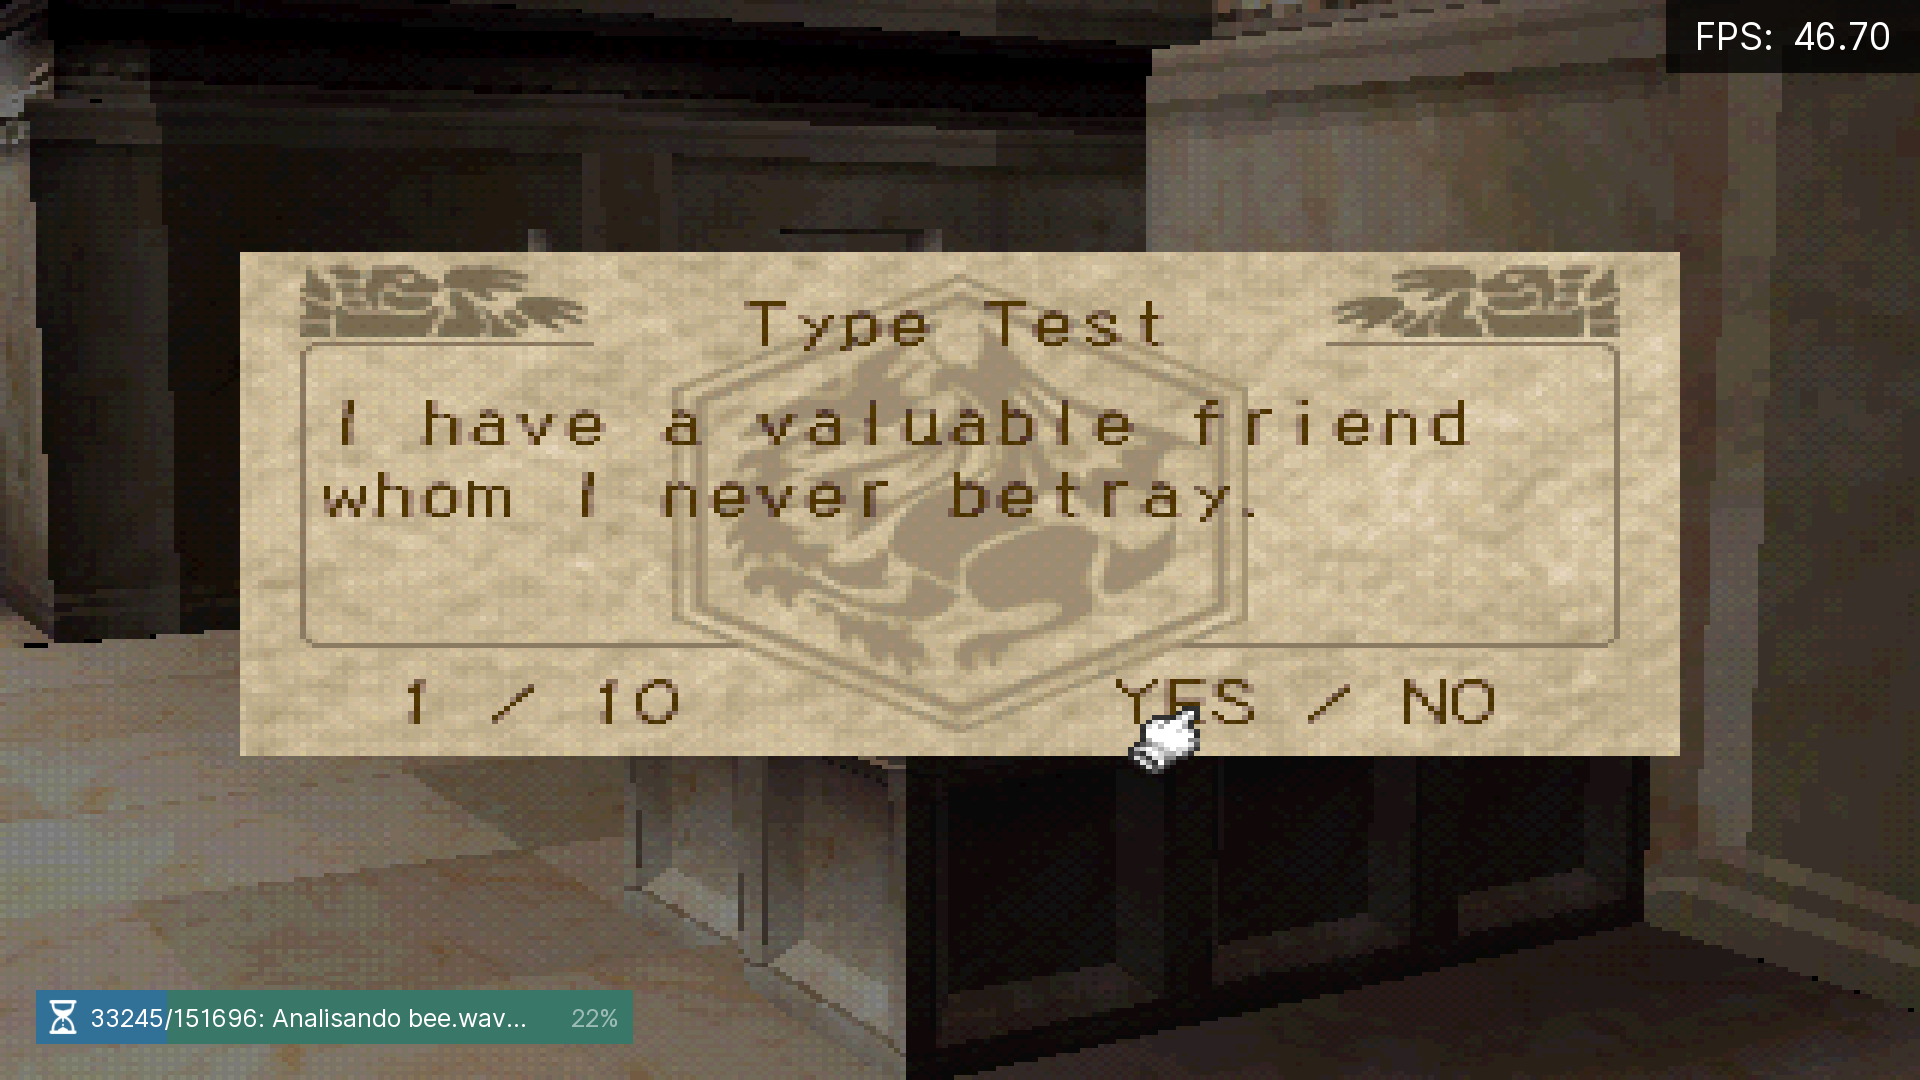 FPS: 46.70
Type Test
I have a valuable friend
whom I never betray.
1 / 10
YES / NO
33245/151696: Analisando bee.wav... 22%